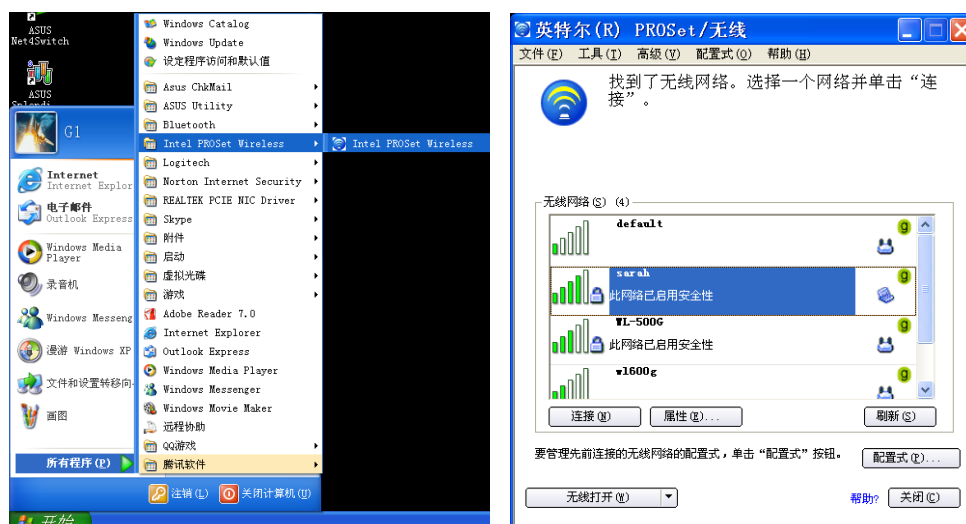 ASUS
Net4Switch
ASUS
Splendi
G1
Internet
Internet Explor
电子邮件
Outlook Express
Windows Media
Player
录音机
Windows Messeng
漫游 Windows XP
文件和设置转移向
画图
所有程序(P)
Windows Catalog
Windows Update
设定程序访问和默认值
Asus ChkMail
ASUS Utility
Bluetooth
Intel PROSet Wireless
Logitech
Norton Internet Security
REALTEK PCIE NIC Driver
Skype
附件
启动
虚拟光碟
游戏
Adobe Reader 7.0
Internet Explorer
Outlook Express
Windows Media Player
Windows Messenger
Windows Movie Maker
远程协助
QQ游戏
腾讯软件
Intel PROSet Wireless
注销(L) 关闭计算机(U)
开始
英特尔(R) PROSet/无线
文件(F) 工具(T) 高级(V) 配置式(O) 帮助(H)
找到了无线网络。选择一个网络并单击“连
接”。
无线网络(S) (4)
default
g
sarah
此网络已启用安全性
g
WL-500G
此网络已启用安全性
g
w1600g
g
连接(N) 属性(E)... 刷新(S)
要管理先前连接的无线网络的配置式，单击“配置式”按钮。
配置式(P)...
无线打开(W) 帮助? 关闭(C)